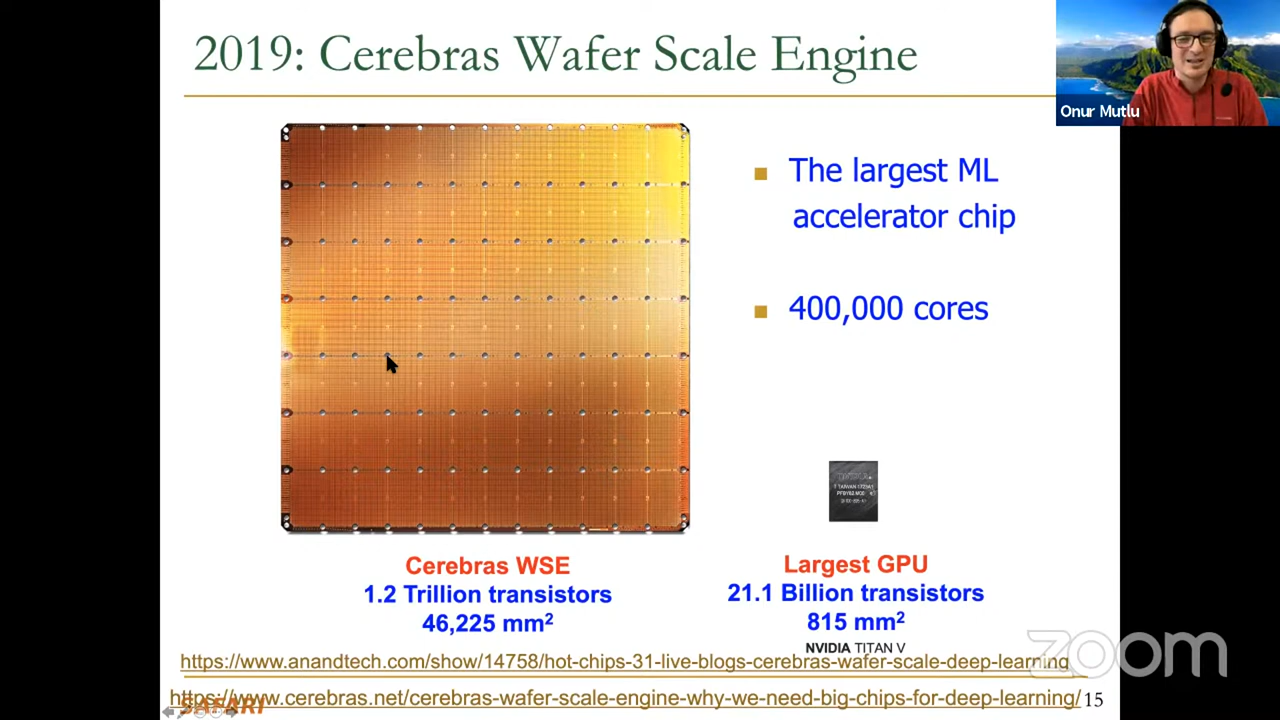 2019: Cerebras Wafer Scale Engine
Onur Mutlu
■ The largest ML
accelerator chip
■ 400,000 cores
TAIWAN
Cerebras WSE
1.2 Trillion transistors
46,225 mm²
Largest GPU
21.1 Billion transistors
815 mm²
NVIDIA TITAN V
https://www.anandtech.com/show/14758/hot-chips-31-live-blogs-cerebras-wafer-scale-deep-learning
https://www.cerebras.net/cerebras-wafer-scale-engine-why-we-need-big-chips-for-deep-learning/
SAFARI
15
zoom